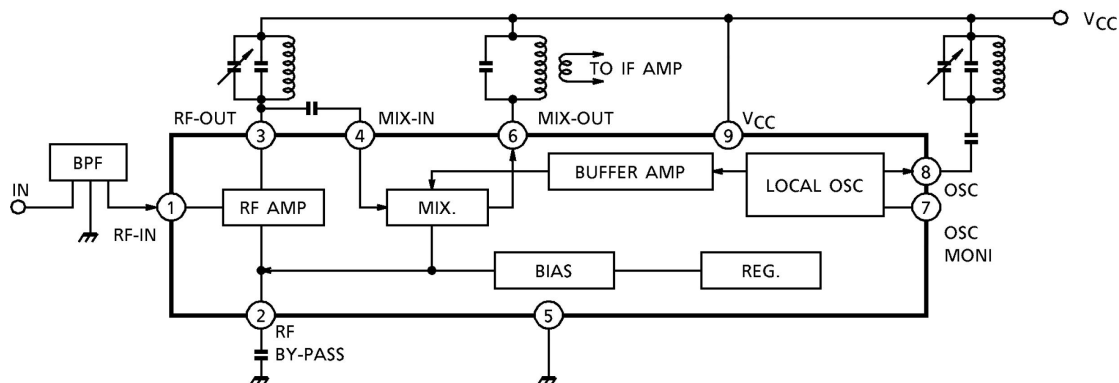 VCC
TO IF AMP
RF-OUT
3
4
MIX-IN
6
MIX-OUT
9
VCC
BPF
IN
1
RF-IN
RF AMP
MIX.
BUFFER AMP
LOCAL OSC
8
OSC
7
OSC
MONI
BIAS
REG.
2
RF
BY-PASS
5